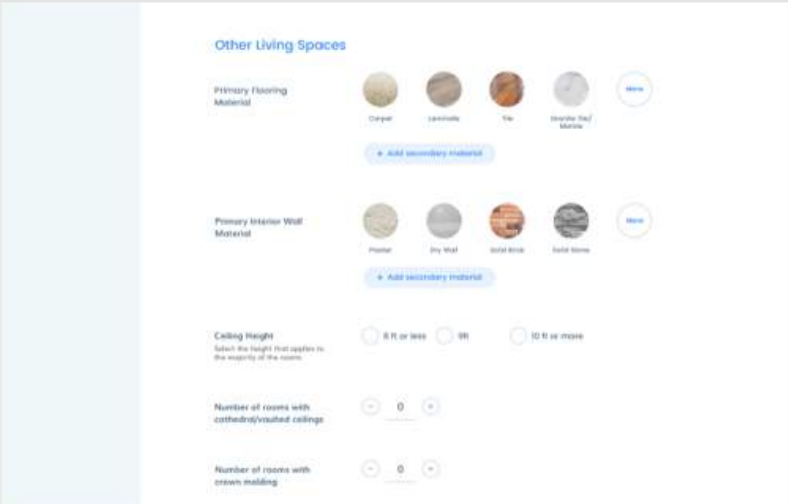 Other Living Spaces
Primary Flooring
Material
Carpet
Laminate
Tile
Granite Tile/
Marble
More
+ Add secondary material
Primary Interior Wall
Material
Plaster
Dry Wall
Solid Brick
Solid Stone
More
+ Add secondary material
Ceiling Height
Select the height that applies to
the majority of the rooms
8 ft or less
9ft
10 ft or more
Number of rooms with
cathedral/vaulted ceilings
- 0 +
Number of rooms with
crown molding
- 0 +